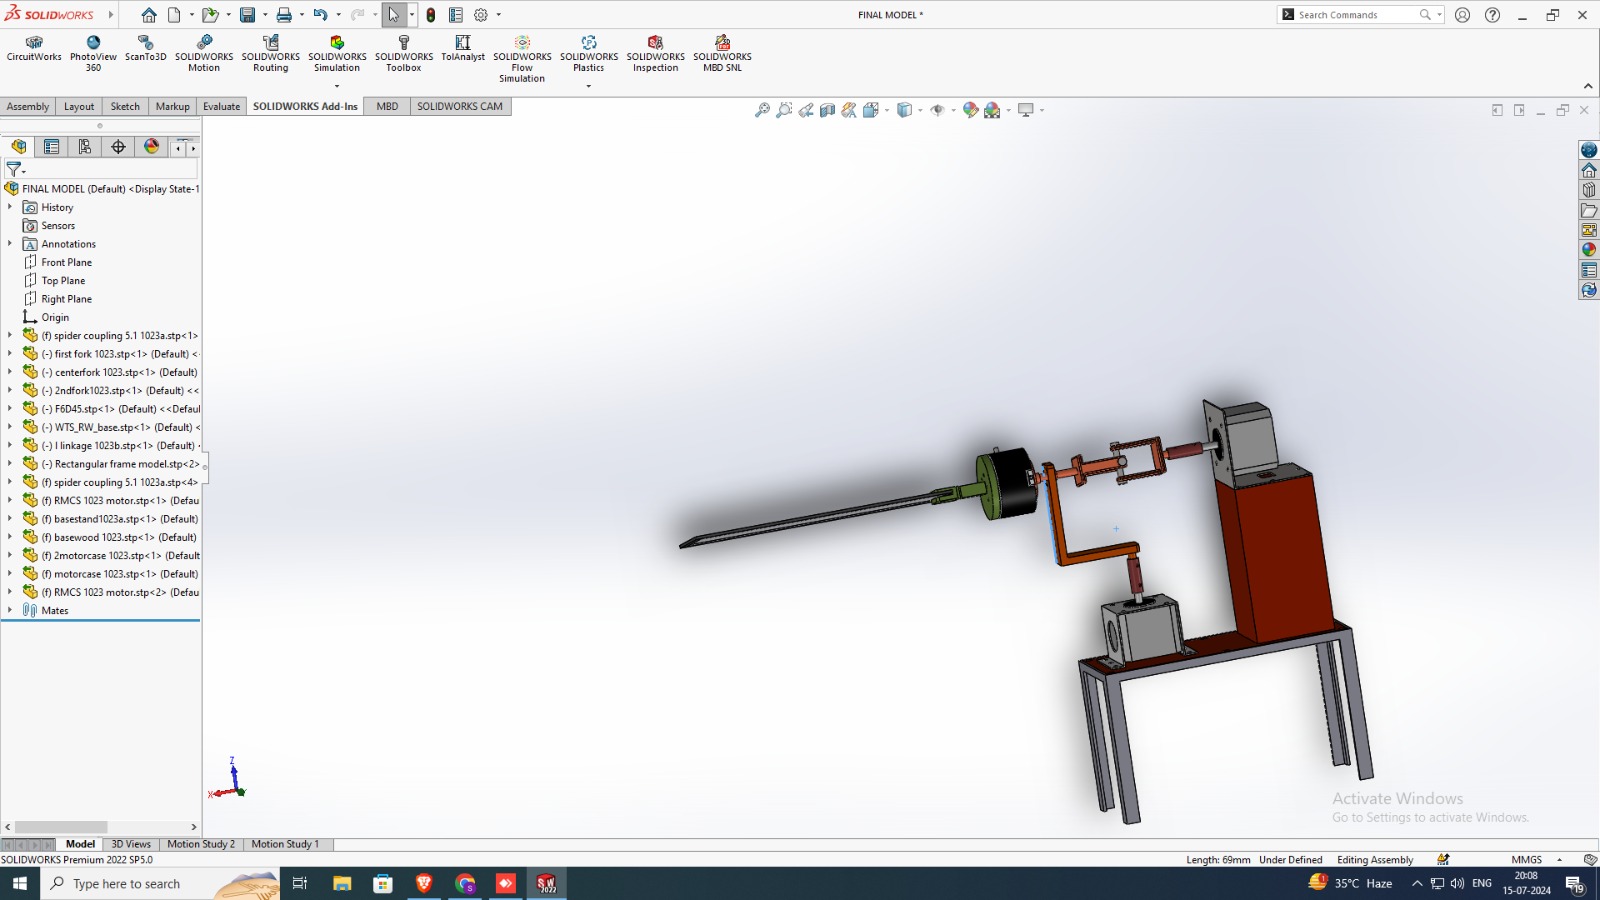 SOLIDWORKS
FINAL MODEL *
Search Commands
CircuitWorks
PhotoView
360
ScanTo3D
SOLIDWORKS
Motion
SOLIDWORKS
Routing
SOLIDWORKS
Simulation
SOLIDWORKS
Toolbox
TolAnalyst
SOLIDWORKS
Flow
Simulation
SOLIDWORKS
Plastics
SOLIDWORKS
Inspection
SOLIDWORKS
MBD SNL
Assembly Layout Sketch Markup Evaluate SOLIDWORKS Add-Ins MBD SOLIDWORKS CAM
FINAL MODEL (Default) <Display State-1
History
Sensors
Annotations
Front Plane
Top Plane
Right Plane
Origin
(f) spider coupling 5.1 1023a.stp<1>
(-) first fork 1023.stp<1> (Default) <
(-) centerfork 1023.stp<1> (Default)
(-) 2ndfork1023.stp<1> (Default) <<
(-) F6D45.stp<1> (Default) <<Defaul
(-) WTS_RW_base.stp<1> (Default) <
(-) I linkage 1023b.stp<1> (Default)
(-) Rectangular frame model.stp<2>
(f) spider coupling 5.1 1023a.stp<4>
(f) RMCS 1023 motor.stp<1> (Defau
(f) basestand1023a.stp<1> (Default)
(f) basewood 1023.stp<1> (Default)
(f) 2motorcase 1023.stp<1> (Default
(f) motorcase 1023.stp<1> (Default)
(f) RMCS 1023 motor.stp<2> (Defau
Mates
Z
X
Activate Windows
Go to Settings to activate Windows.
Model 3D Views Motion Study 2 Motion Study 1
SOLIDWORKS Premium 2022 SP5.0
Length: 69mm Under Defined Editing Assembly MMGS
Type here to search
35°C Haze
ENG
20:08
15-07-2024
19